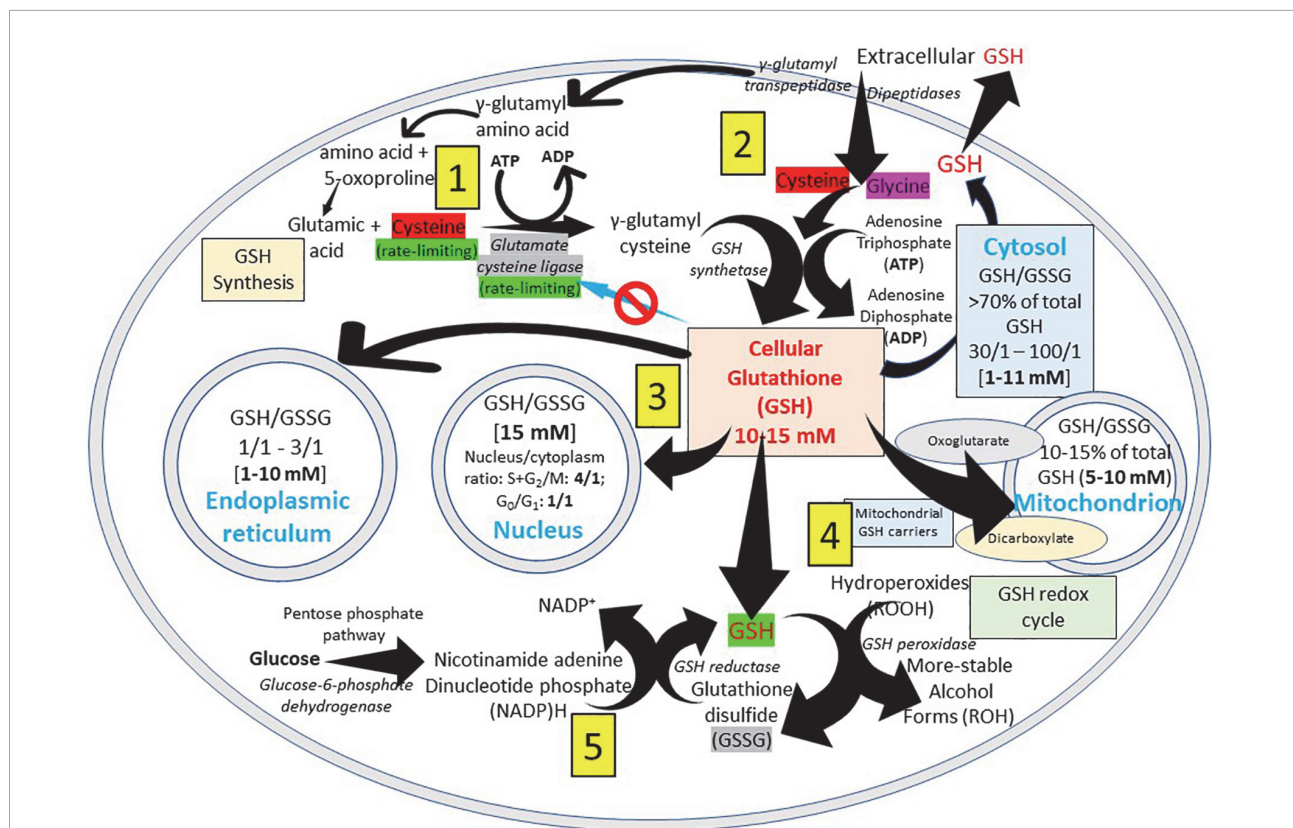 γ-glutamyl
transpeptidase
Extracellular GSH
Dipeptidases
γ-glutamyl
amino acid
amino acid +
5-oxoproline
1
ATP
ADP
2
GSH
Cysteine
Glycine
Glutamic +
acid
Cysteine
(rate-limiting)
Glutamate
cysteine ligase
(rate-limiting)
γ-glutamyl
cysteine
GSH
synthetase
Adenosine
Triphosphate
(ATP)
Adenosine
Diphosphate
(ADP)
GSH
Synthesis
Cytosol
GSH/GSSG
>70% of total
GSH
30/1 – 100/1
[1-11 mM]
Cellular
Glutathione
(GSH)
10-15 mM
3
GSH/GSSG
1/1 - 3/1
[1-10 mM]
Endoplasmic
reticulum
GSH/GSSG
[15 mM]
Nucleus/cytoplasm
ratio: S+G₂/M: 4/1;
G₀/G₁: 1/1
Nucleus
Oxoglutarate
GSH/GSSG
10-15% of total
GSH (5-10 mM)
Mitochondrion
4
Mitochondrial
GSH carriers
Dicarboxylate
GSH redox
cycle
Hydroperoxides
(ROOH)
GSH peroxidase
More-stable
Alcohol
Forms (ROH)
GSH
GSH reductase
Glutathione
disulfide
(GSSG)
NADP⁺
Pentose phosphate
pathway
Glucose
Glucose-6-phosphate
dehydrogenase
Nicotinamide adenine
Dinucleotide phosphate
(NADP)H
5